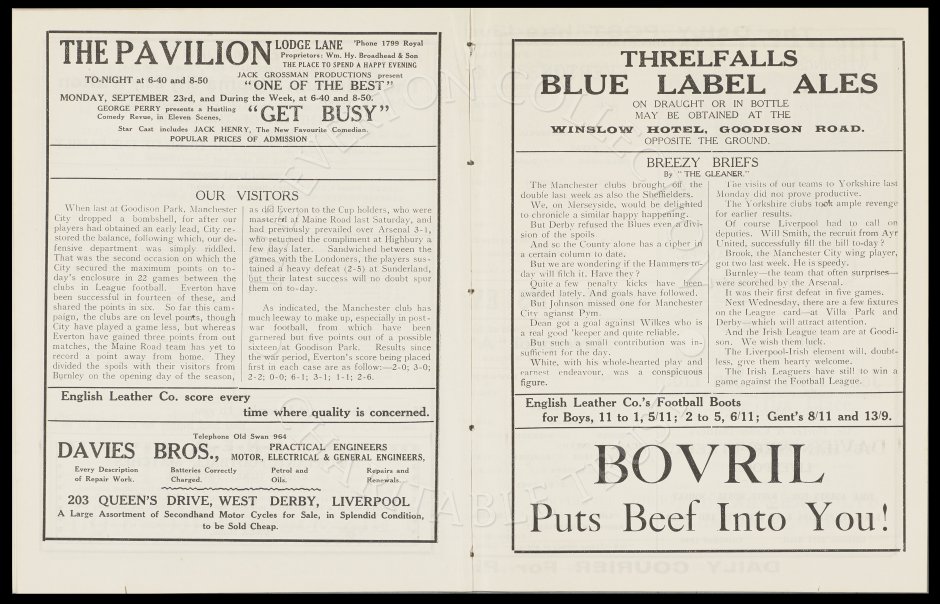 THE PAVILION LODGE LANE 'Phone 1799 Royal
Proprietors: Wm. Hy. Broadhead & Son
THE PLACE TO SPEND A HAPPY EVENING
TO-NIGHT at 6-40 and 8-50
JACK GROSSMAN PRODUCTIONS present
"ONE OF THE BEST"
MONDAY, SEPTEMBER 23rd, and During the Week, at 6-40 and 8-50.
GEORGE PERRY presents a Hustling
Comedy Revue, in Eleven Scenes,
"GET BUSY"
Star Cast includes JACK HENRY, The New Favourite Comedian.
POPULAR PRICES OF ADMISSION
OUR VISITORS
When last at Goodison Park, Manchester
City dropped a bombshell, for after our
players had obtained an early lead, City re-
stored the balance, following which, our de-
fensive department was simply riddled.
That was the second occasion on which the
City secured the maximum points on to-
day's enclosure in 22 games between the
clubs in League football. Everton have
been successful in fourteen of these, and
shared the points in six. So far this cam-
paign, the clubs are on level points, though
City have played a game less, but whereas
Everton have gained three points from out
matches, the Maine Road team has yet to
record a point away from home. They
divided the spoils with their visitors from
Burnley on the opening day of the season,
as did Everton to the Cup holders, who were
mastered at Maine Road last Saturday, and
had previously prevailed over Arsenal 3-1,
who returned the compliment at Highbury a
few days later. Sandwiched between the
games with the Londoners, the players sus-
tained a heavy defeat (2-5) at Sunderland,
but their latest success will no doubt spur
them on to-day.
As indicated, the Manchester club has
much leeway to make up, especially in post-
war football, from which have been
garnered but five points out of a possible
sixteen at Goodison Park. Results since
the war period, Everton's score being placed
first in each case are as follow:—2-0; 3-0;
2-2; 0-0; 6-1; 3-1; 1-1; 2-6.
English Leather Co. score every
time where quality is concerned.
Telephone Old Swan 964
DAVIES BROS., PRACTICAL ENGINEERS
MOTOR, ELECTRICAL & GENERAL ENGINEERS,
Every Description
of Repair Work.
Batteries Correctly
Charged.
Petrol and
Oils.
Repairs and
Renewals.
203 QUEEN'S DRIVE, WEST DERBY, LIVERPOOL
A Large Assortment of Secondhand Motor Cycles for Sale, in Splendid Condition,
to be Sold Cheap.
THRELFALLS
BLUE LABEL ALES
ON DRAUGHT OR IN BOTTLE
MAY BE OBTAINED AT THE
WINSLOW HOTEL, GOODISON ROAD.
OPPOSITE THE GROUND.
BREEZY BRIEFS
By "THE GLEANER."
The Manchester clubs brought off the
double last week as also the Sheffielders.
We, on Merseyside, would be delighted
to chronicle a similar happy happening.
But Derby refused the Blues even a divi-
sion of the spoils
And so the County alone has a cipher in
a certain column to date.
But we are wondering if the Hammers to-
day will filch it. Have they?
Quite a few penalty kicks have been
awarded lately. And goals have followed.
But Johnson missed one for Manchester
City against Pym.
Dean got a goal against Wilkes who is
a real good 'keeper and quite reliable.
But such a small contribution was in-
sufficient for the day.
White, with his whole-hearted play and
earnest endeavour, was a conspicuous
figure.
The visits of our teams to Yorkshire last
Monday did not prove productive.
The Yorkshire clubs took ample revenge
for earlier results.
Of course Liverpool had to call on
deputies. Will Smith, the recruit from Ayr
United, successfully fill the bill to-day?
Brook, the Manchester City wing player,
got two last week. He is speedy.
Burnley—the team that often surprises—
were scorched by the Arsenal.
It was their first defeat in five games.
Next Wednesday, there are a few fixtures
on the League card—at Villa Park and
Derby—which will attract attention.
And the Irish League team are at Goodi-
son. We wish them luck.
The Liverpool-Irish element will, doubt-
less, give them hearty welcome.
The Irish Leaguers have still to win a
game against the Football League.
English Leather Co.'s Football Boots
for Boys, 11 to 1, 5/11; 2 to 5, 6/11; Gent's 8/11 and 13/9.
BOVRIL
Puts Beef Into You!